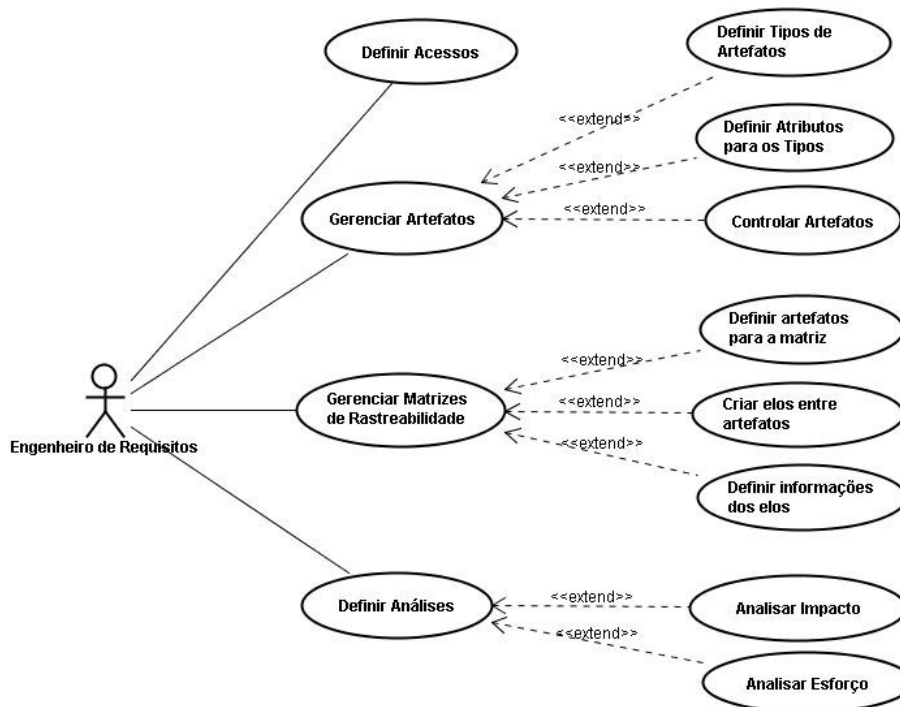 Definir Acessos
Definir Tipos de
Artefatos
<<extend>>
Definir Atributos
para os Tipos
<<extend>>
Gerenciar Artefatos
<<extend>>
Controlar Artefatos
Definir artefatos
para a matriz
<<extend>>
Gerenciar Matrizes
de Rastreabilidade
<<extend>>
Criar elos entre
artefatos
Engenheiro de Requisitos
<<extend>>
Definir informações
dos elos
Definir Análises
<<extend>>
Analisar Impacto
<<extend>>
Analisar Esforço